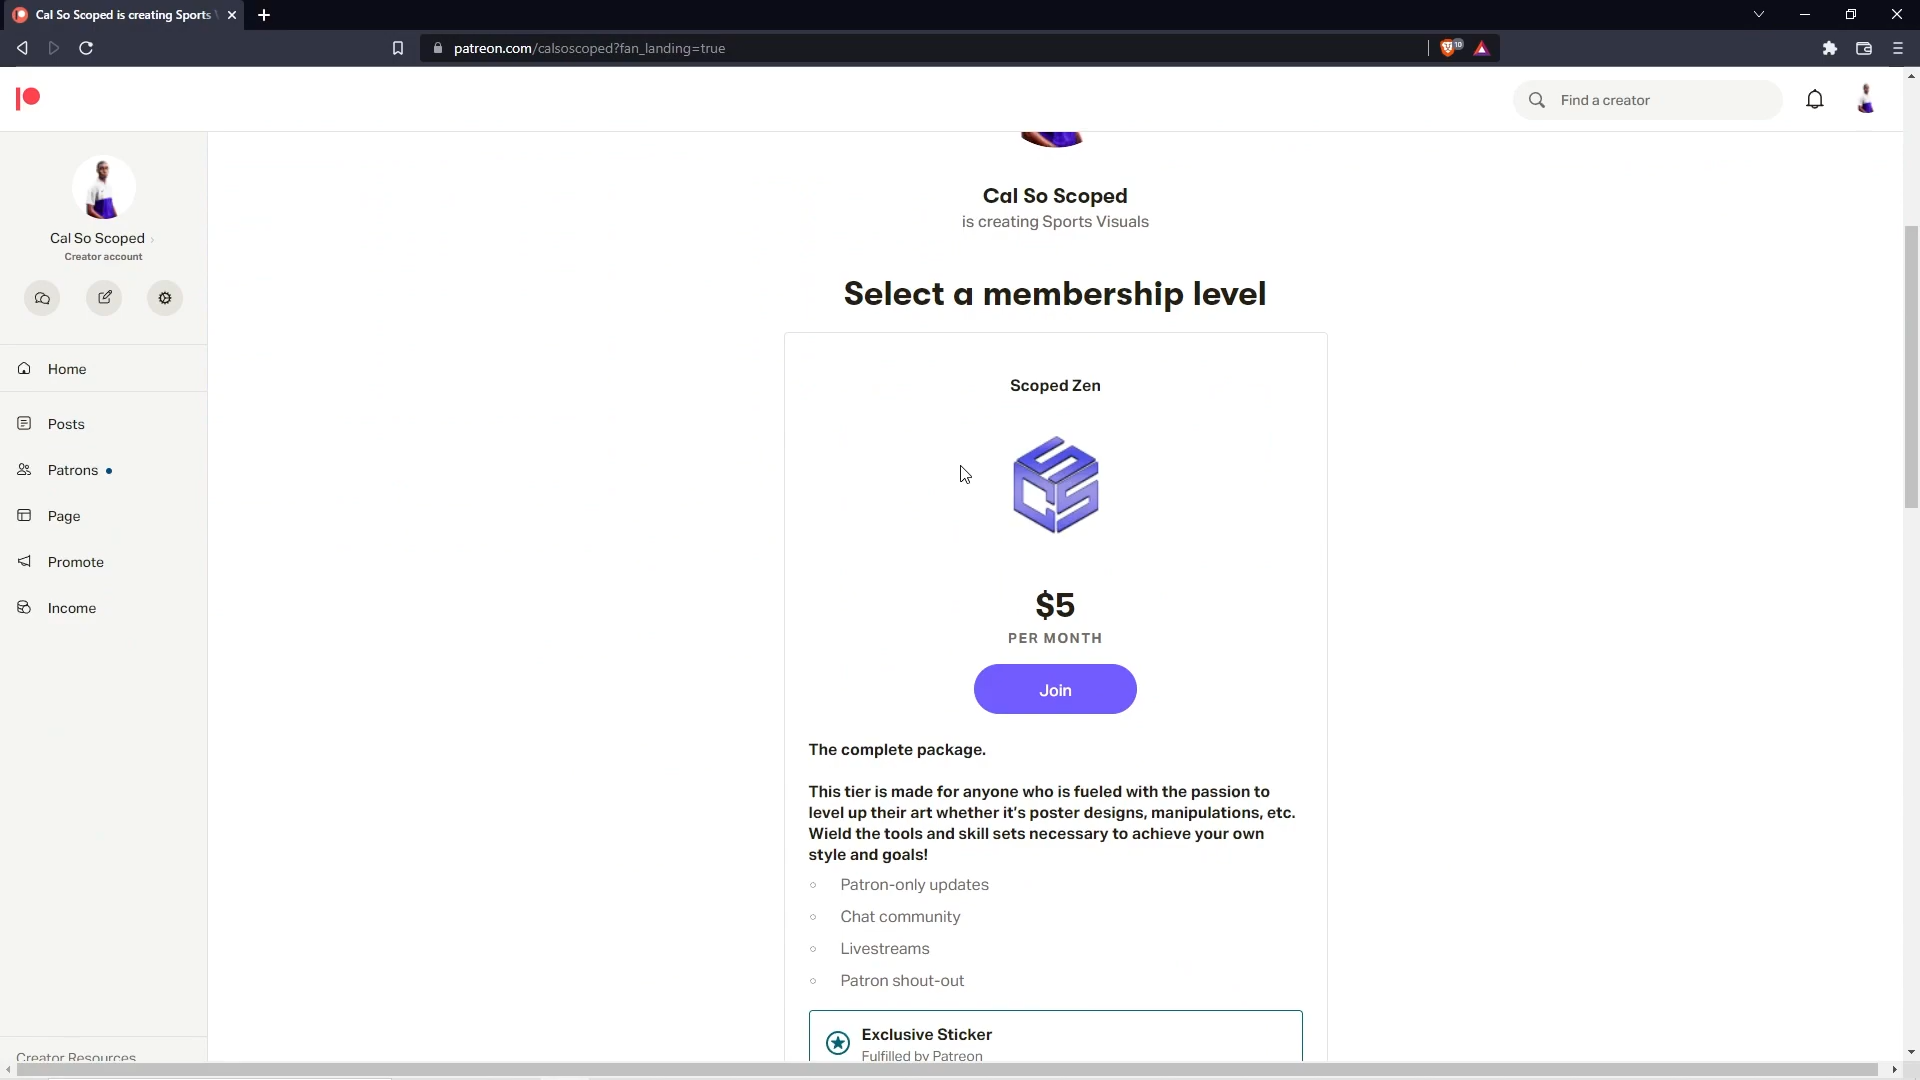 Cal So Scoped is creating Sports
patreon.com/calsoscoped?fan_landing=true
10
Find a creator
Cal So Scoped
Creator account
Home
Posts
Patrons
Page
Promote
Income
Creator Resources
Cal So Scoped
is creating Sports Visuals
Select a membership level
Scoped Zen
SCS
$5
PER MONTH
Join
The complete package.
This tier is made for anyone who is fueled with the passion to
level up their art whether it's poster designs, manipulations, etc.
Wield the tools and skill sets necessary to achieve your own
style and goals!
Patron-only updates
Chat community
Livestreams
Patron shout-out
Exclusive Sticker
Fulfilled by Patreon